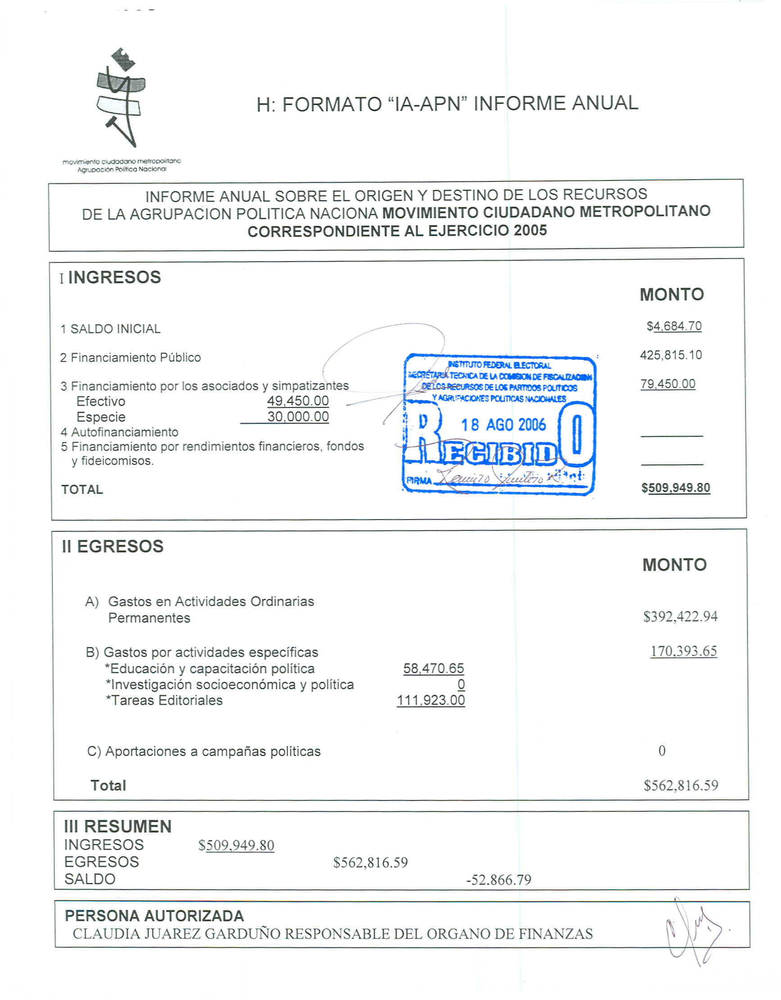 movimiento ciudadano metropolitano
Agrupación Política Nacional
H: FORMATO “IA-APN” INFORME ANUAL
INFORME ANUAL SOBRE EL ORIGEN Y DESTINO DE LOS RECURSOS
DE LA AGRUPACION POLITICA NACIONA MOVIMIENTO CIUDADANO METROPOLITANO
CORRESPONDIENTE AL EJERCICIO 2005
I INGRESOS
MONTO
1 SALDO INICIAL $4,684.70
2 Financiamiento Público 425,815.10
3 Financiamiento por los asociados y simpatizantes 79,450.00
Efectivo 49,450.00
Especie 30,000.00
4 Autofinanciamiento
5 Financiamiento por rendimientos financieros, fondos
y fideicomisos.
TOTAL $509,949.80
INSTITUTO FEDERAL ELECTORAL
SECRETARIA TECNICA DE LA COMISION DE FISCALIZACION
DE LOS RECURSOS DE LOS PARTIDOS POLITICOS
Y AGRUPACIONES POLITICAS NACIONALES
18 AGO 2006
RECIBIDO
FIRMA
II EGRESOS
MONTO
A) Gastos en Actividades Ordinarias
Permanentes $392,422.94
B) Gastos por actividades específicas 170,393.65
*Educación y capacitación política 58,470.65
*Investigación socioeconómica y política 0
*Tareas Editoriales 111,923.00
C) Aportaciones a campañas políticas 0
Total $562,816.59
III RESUMEN
INGRESOS $509,949.80
EGRESOS $562,816.59
SALDO -52.866.79
PERSONA AUTORIZADA
CLAUDIA JUAREZ GARDUÑO RESPONSABLE DEL ORGANO DE FINANZAS